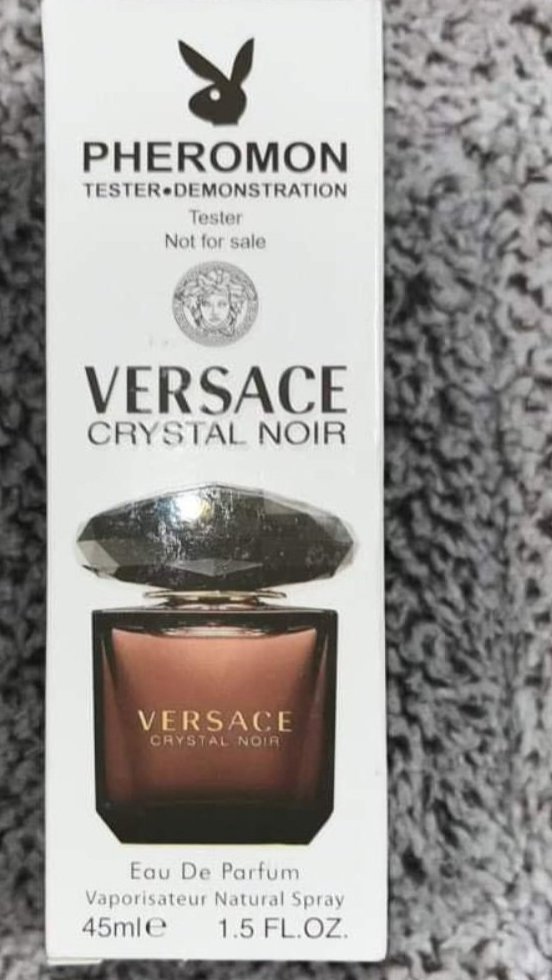 PHEROMON
TESTER•DEMONSTRATION
Tester
Not for sale
VERSACE
CRYSTAL NOIR
VERSACE
CRYSTAL NOIR
Eau De Parfum
Vaporisateur Natural Spray
45ml℮ 1.5 FL.OZ.